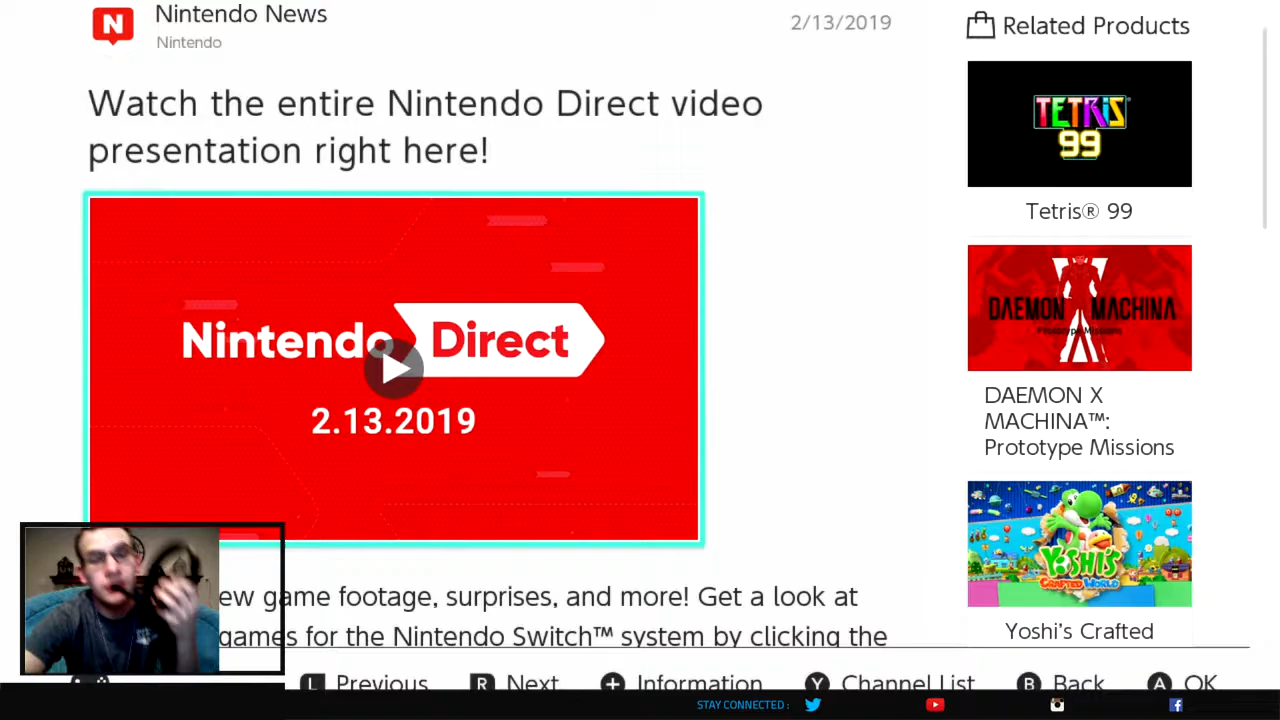 Nintendo News
Nintendo
2/13/2019
Watch the entire Nintendo Direct video
presentation right here!
Nintendo Direct
2.13.2019
ew game footage, surprises, and more! Get a look at
games for the Nintendo Switch™ system by clicking the
Related Products
TETRIS
99
Tetris® 99
DAEMON X MACHINA
Prototype Missions
DAEMON X
MACHINA™:
Prototype Missions
YOSHI'S
CRAFTED WORLD
Yoshi's Crafted
L Previous R Next + Information Y Channel List B Back A OK
STAY CONNECTED :